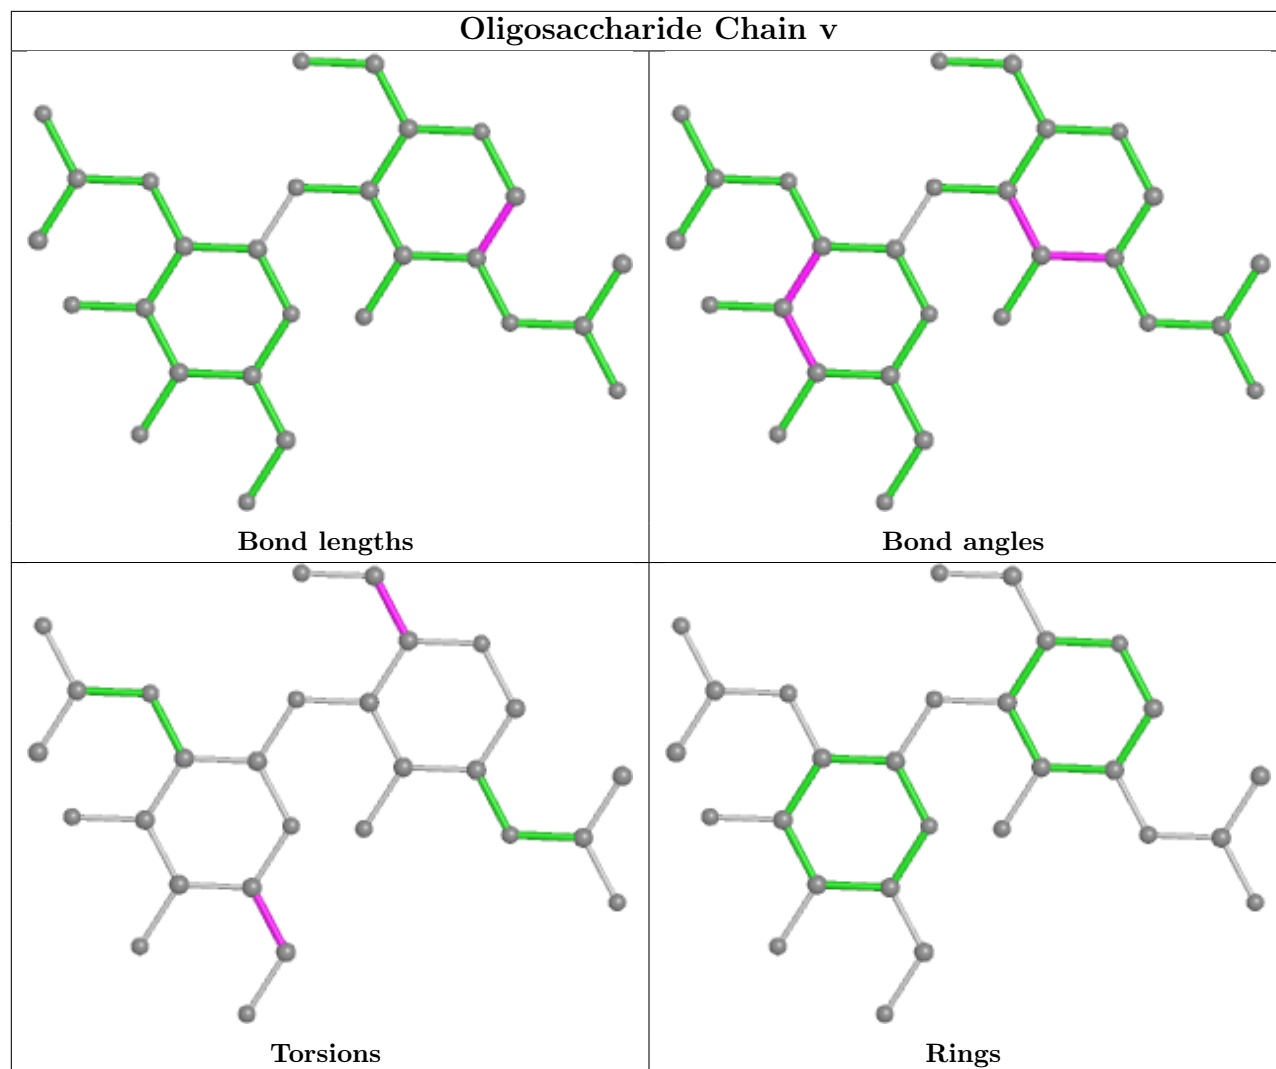 Oligosaccharide Chain v
Bond lengths
Bond angles
Torsions
Rings